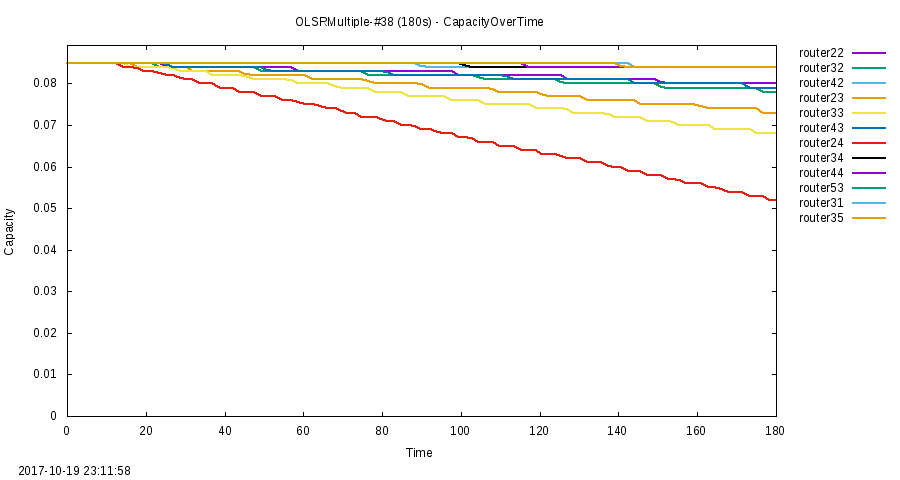 OLSRMultiple-#38 (180s) - CapacityOverTime
router22
router32
router42
router23
router33
router43
router24
router34
router44
router53
router31
router35
0.08
0.07
0.06
0.05
0.04
0.03
0.02
0.01
0
Capacity
0 20 40 60 80 100 120 140 160 180
Time
2017-10-19 23:11:58